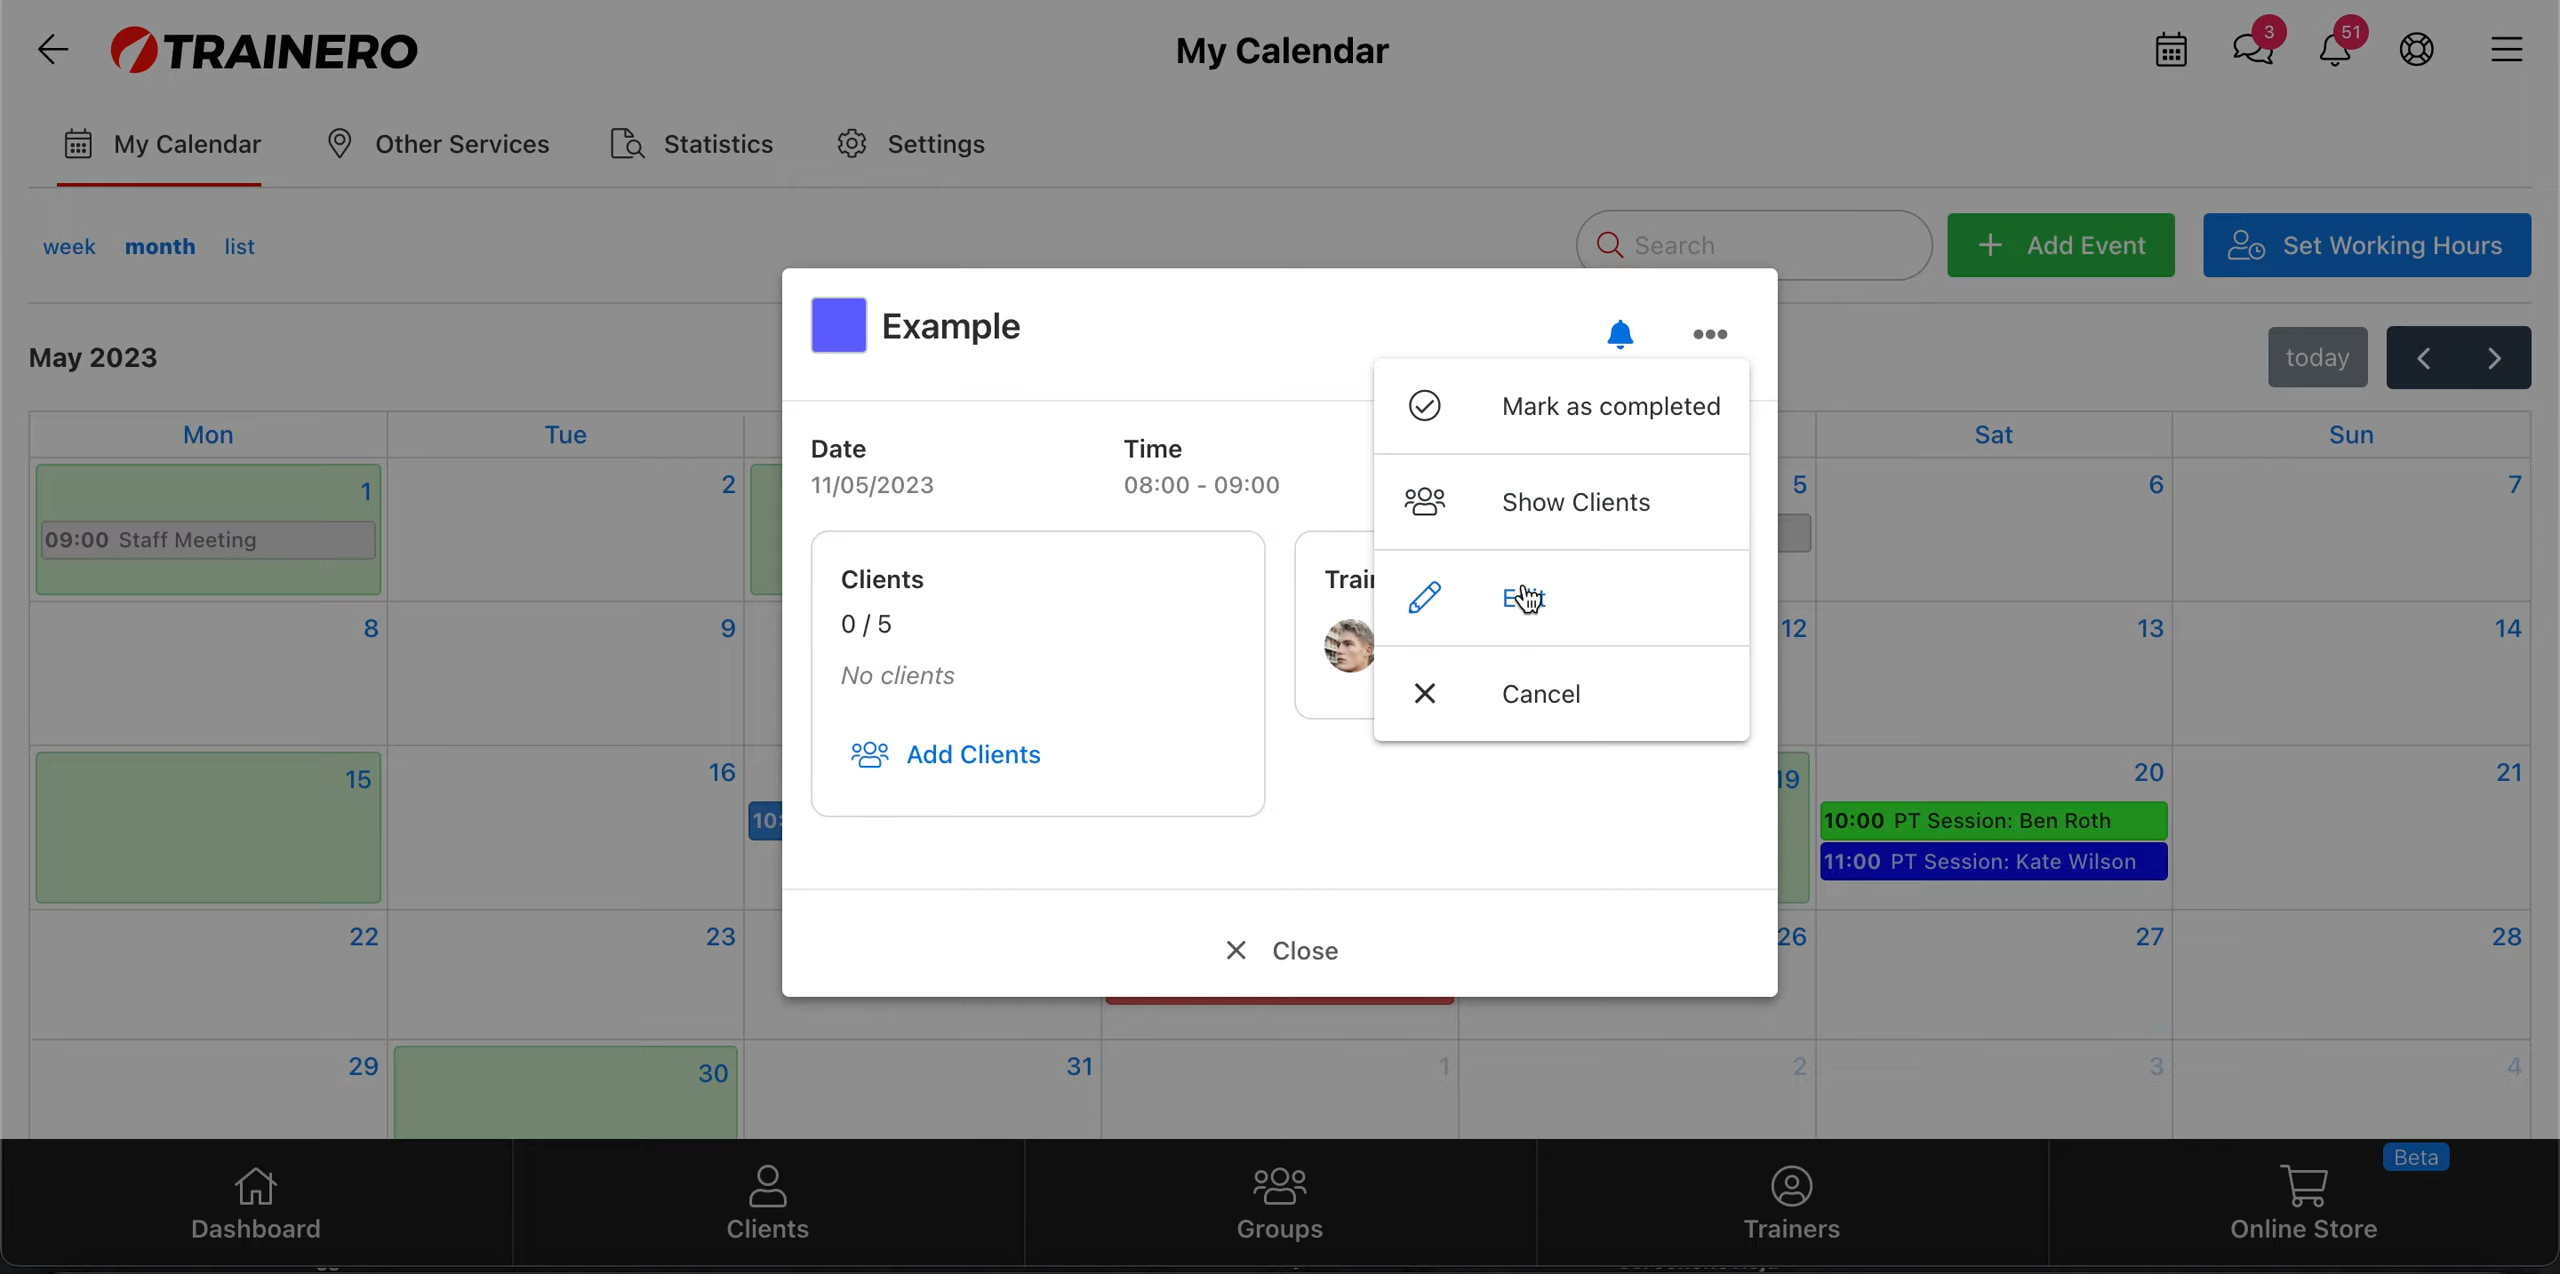 TRAINERO
My Calendar
3
51
My Calendar
Other Services
Statistics
Settings
week
month
list
Search
+ Add Event
Set Working Hours
May 2023
today
Mon
Tue
Sat
Sun
1
2
5
6
7
09:00 Staff Meeting
8
9
12
13
14
15
16
19
20
21
10:
10:00 PT Session: Ben Roth
11:00 PT Session: Kate Wilson
22
23
26
27
28
29
30
31
1
2
3
4
Example
Date
11/05/2023
Time
08:00 - 09:00
Clients
0 / 5
No clients
Add Clients
Mark as completed
Show Clients
Cancel
Close
Dashboard
Clients
Groups
Trainers
Beta
Online Store